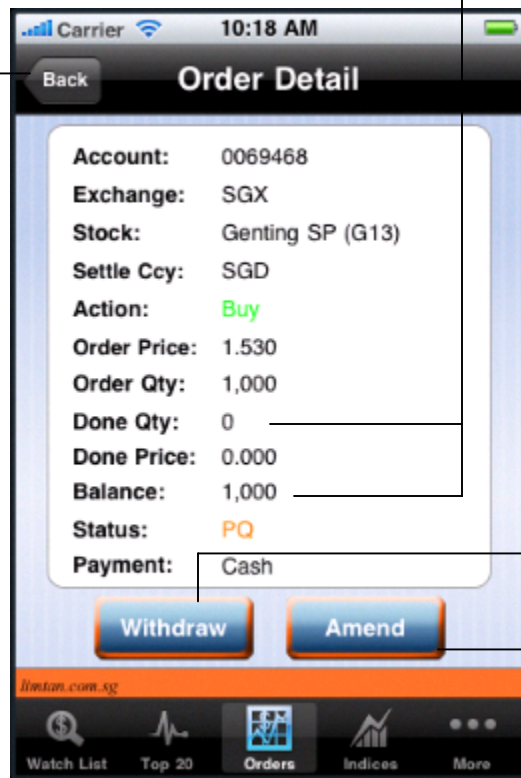 Carrier 10:18 AM
Back Order Detail
Account: 0069468
Exchange: SGX
Stock: Genting SP (G13)
Settle Ccy: SGD
Action: Buy
Order Price: 1.530
Order Qty: 1,000
Done Qty: 0
Done Price: 0.000
Balance: 1,000
Status: PQ
Payment: Cash
Withdraw Amend
limtan.com.sg
Watch List Top 20 Orders Indices More